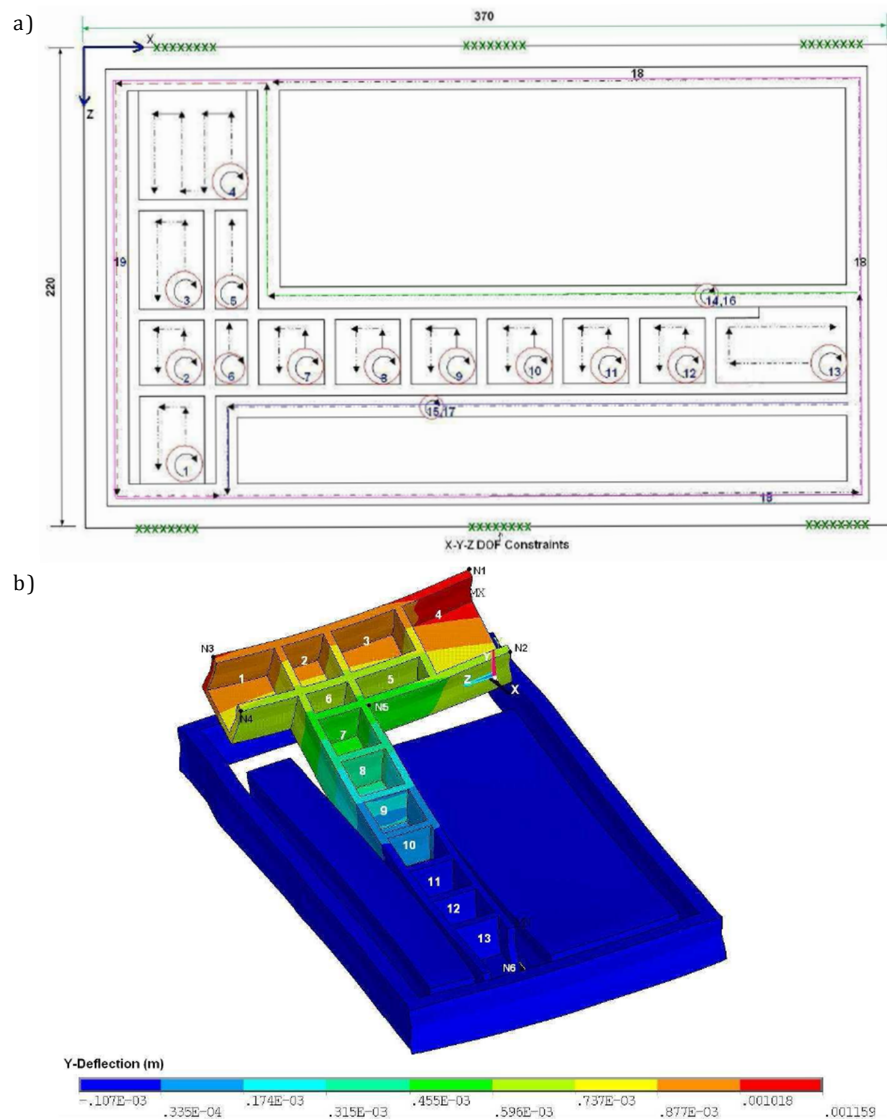 a)
370
X
XXXXXXXX
XXXXXXXX
XXXXXXXX
Z
18
4
220
19
18
3
5
14,16
2
6
7
8
9
10
11
12
13
15,17
1
18
XXXXXXXX
XXXXXXXX
XXXXXXXX
X-Y-Z DOF Constraints
b)
N1
MX
4
N2
N3
3
2
Y
1
5
Z
X
6
N4
N5
7
8
9
10
11
12
13
N6
Y-Deflection (m)
-.107E-03
.335E-04
.174E-03
.315E-03
.455E-03
.596E-03
.737E-03
.877E-03
.001018
.001159